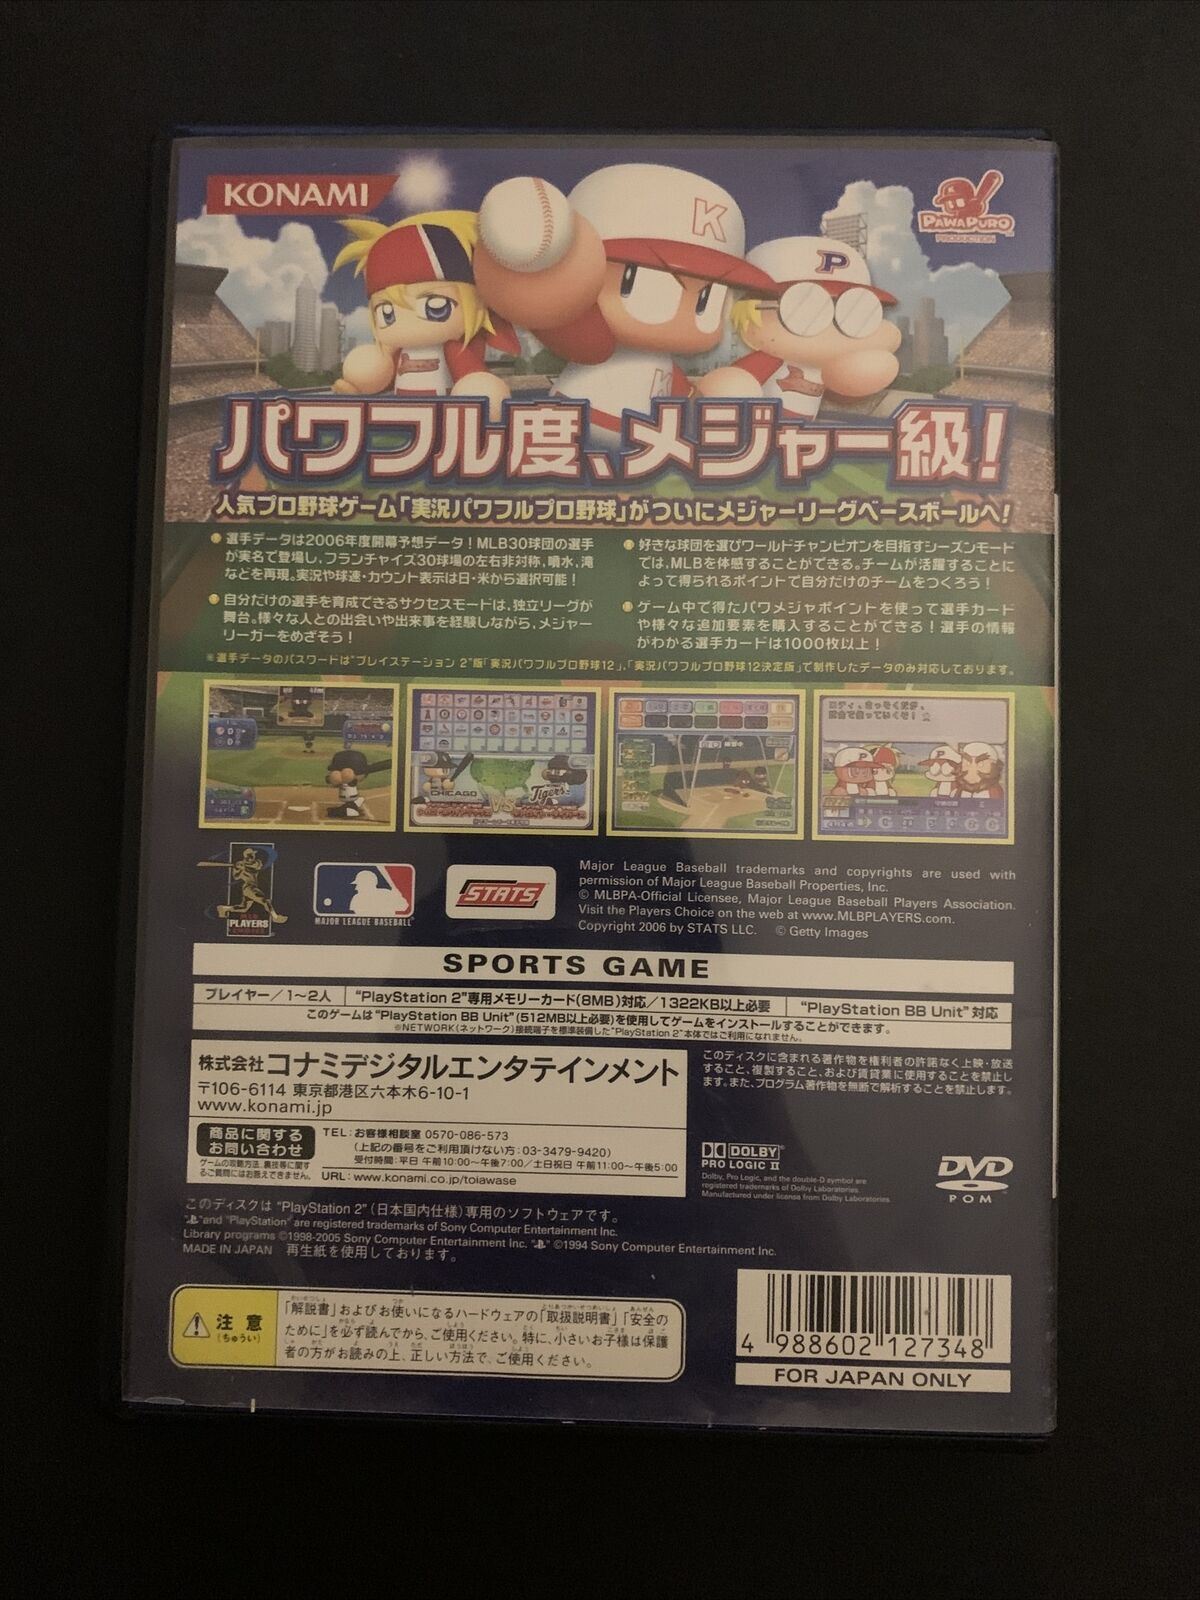 KONAMI
PAWAPURO
PRODUCTION
K
P
パワフル度、メジャー級!
人気プロ野球ゲーム「実況パワフルプロ野球」がついにメジャーリーグベースボールへ!
選手データは2006年度開幕予想データ!MLB30球団の選手
が実名で登場し、フランチャイズ30球場の左右非対称,噴水,滝
などを再現。実況や球速・カウント表示は日・米から選択可能!
自分だけの選手を育成できるサクセスモードは、独立リーグが
舞台。様々な人との出会いや出来事を経験しながら、メジャー
リーガーをめざそう!
好きな球団を選びワールドチャンピオンを目指すシーズンモード
では、MLBを体感することができる。チームが活躍することに
よって得られるポイントで自分だけのチームをつくろう!
ゲーム中で得たパワメジャポイントを使って選手カード
や様々な追加要素を購入することができる!選手の情報
がわかる選手カードは1000枚以上!
※選手データのパスワードは"プレイステーション 2"版「実況パワフルプロ野球12」、「実況パワフルプロ野球12決定版」で制作したデータのみ対応しております。
CHICAGO
VS
Tigers
MLB
PLAYERS
CHOICE
MAJOR LEAGUE BASEBALL
STATS
Major League Baseball trademarks and copyrights are used with
permission of Major League Baseball Properties, Inc.
© MLBPA-Official Licensee, Major League Baseball Players Association.
Visit the Players Choice on the web at www.MLBPLAYERS.com.
Copyright 2006 by STATS LLC. © Getty Images
SPORTS GAME
プレイヤー/1～2人
"PlayStation 2"専用メモリーカード(8MB)対応/1322KB以上必要
"PlayStation BB Unit" 対応
このゲームは"PlayStation BB Unit"(512MB以上必要)を使用してゲームをインストールすることができます。
※NETWORK(ネットワーク)接続端子を標準装備した"PlayStation 2"本体ではご利用になれません。
株式会社コナミデジタルエンタテインメント
〒106-6114 東京都港区六本木6-10-1
www.konami.jp
商品に関する
お問い合わせ
ゲームの攻略方法、裏技等に関す
るご質問にはお答えできません。
TEL:お客様相談室 0570-086-573
(上記の番号をご利用頂けない方:03-3479-9420)
受付時間:平日 午前10:00～午後7:00/土日祝日 午前11:00～午後5:00
URL:www.konami.co.jp/toiawase
このディスクに含まれる著作物を権利者の許諾なく上映・放送
すること、複製すること、および賃貸業に使用することを禁止し
ます。また、プログラム著作物を無断で解析することを禁止します。
DOLBY
PRO LOGIC II
Dolby, Pro Logic, and the double-D symbol are
registered trademarks of Dolby Laboratories.
Manufactured under license from Dolby Laboratories
DVD
ROM
このディスクは "PlayStation 2" (日本国内仕様) 専用のソフトウェアです。
" " and "PlayStation" are registered trademarks of Sony Computer Entertainment Inc.
Library programs ©1998-2005 Sony Computer Entertainment Inc. " " ©1994 Sony Computer Entertainment Inc.
MADE IN JAPAN 再生紙を使用しております。
注意
(ちゅうい)
「解説書」およびお使いになるハードウェアの「取扱説明書」「安全の
ために」を必ず読んでから、ご使用ください。特に、小さいお子様は保護
者の方がお読みの上、正しい方法で、ご使用ください。
4 988602 127348
FOR JAPAN ONLY